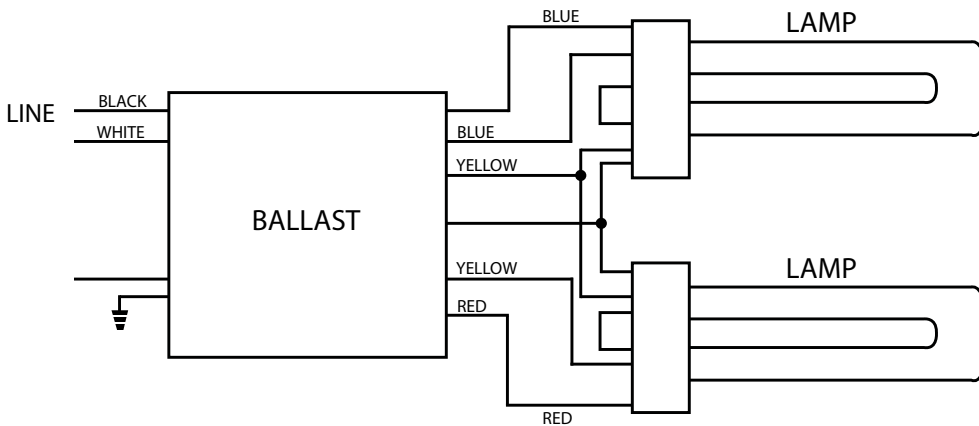 BLUE
LAMP
LINE
BLACK
WHITE
BLUE
YELLOW
BALLAST
YELLOW
LAMP
RED
RED